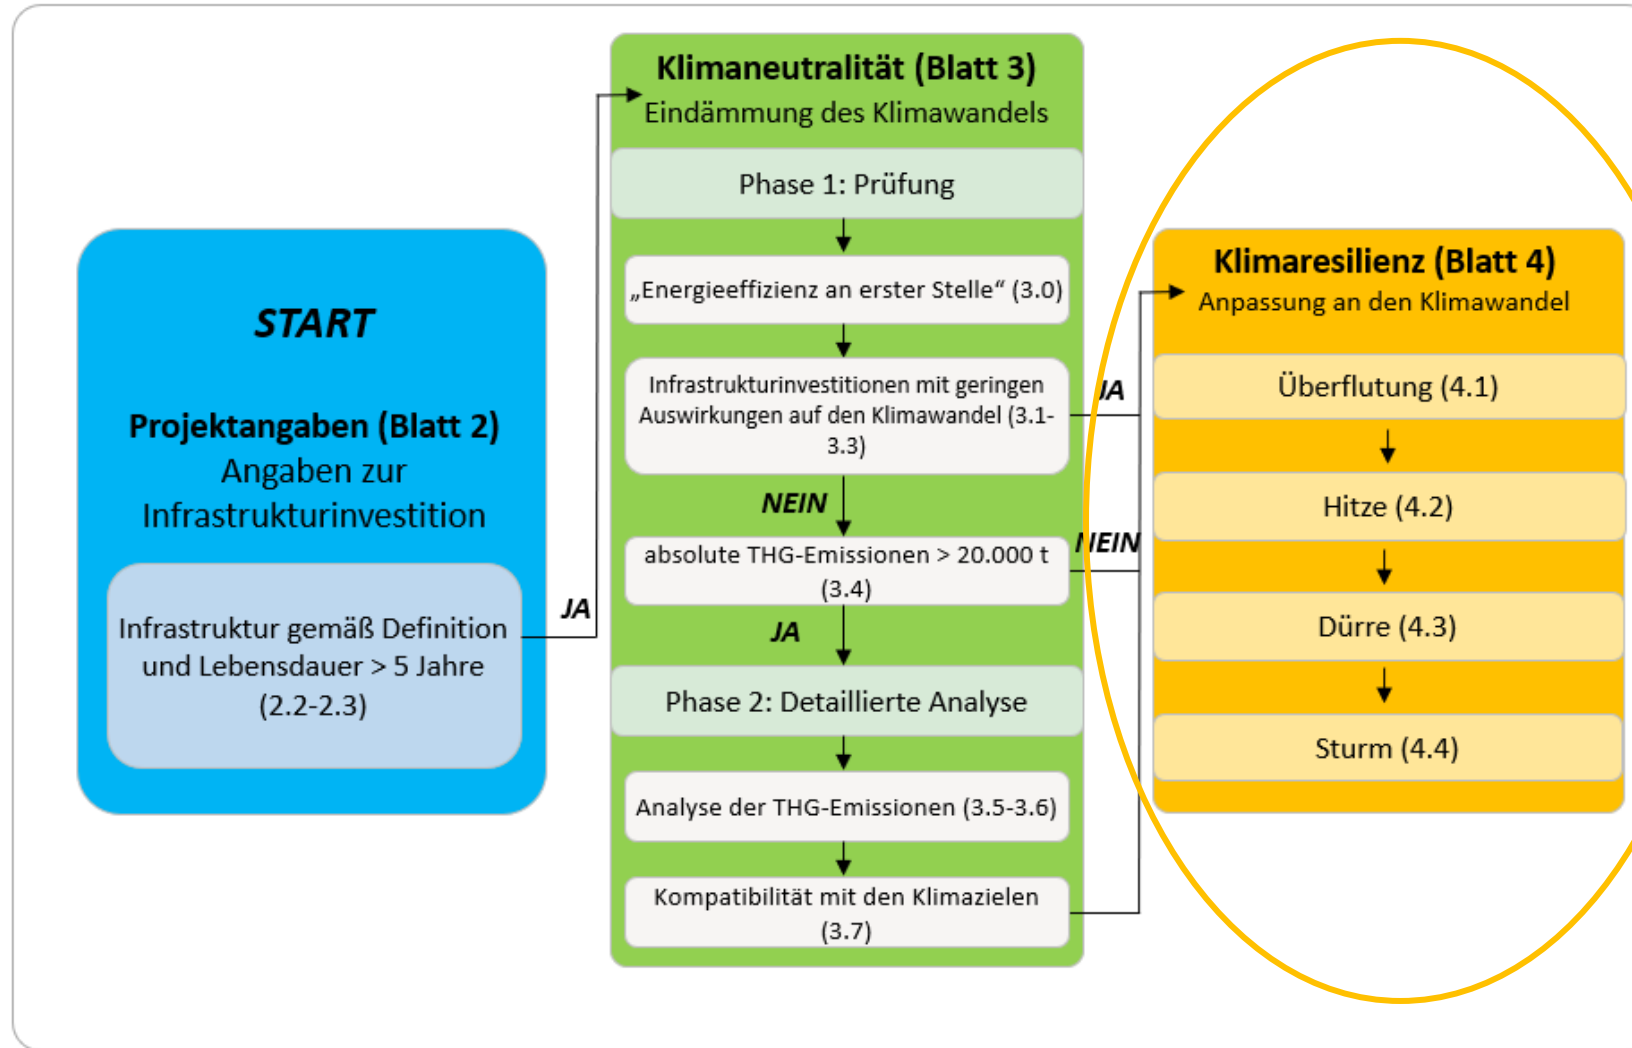 START
Projektangaben (Blatt 2)
Angaben zur
Infrastrukturinvestition
Infrastruktur gemäß Definition
und Lebensdauer > 5 Jahre
(2.2-2.3)
JA
Klimaneutralität (Blatt 3)
Eindämmung des Klimawandels
Phase 1: Prüfung
„Energieeffizienz an erster Stelle“ (3.0)
Infrastrukturinvestitionen mit geringen
Auswirkungen auf den Klimawandel (3.1-
3.3)
JA
NEIN
absolute THG-Emissionen > 20.000 t
(3.4)
NEIN
JA
Phase 2: Detaillierte Analyse
Analyse der THG-Emissionen (3.5-3.6)
Kompatibilität mit den Klimazielen
(3.7)
Klimaresilienz (Blatt 4)
Anpassung an den Klimawandel
Überflutung (4.1)
Hitze (4.2)
Dürre (4.3)
Sturm (4.4)